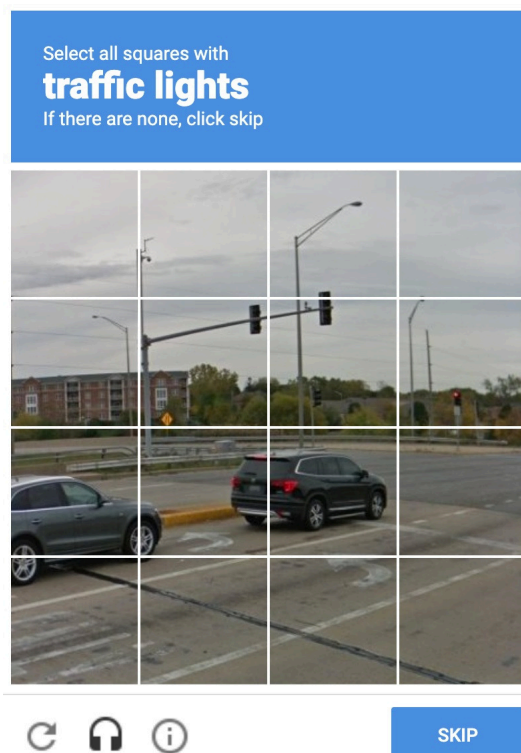 Select all squares with
traffic lights
If there are none, click skip
SKIP